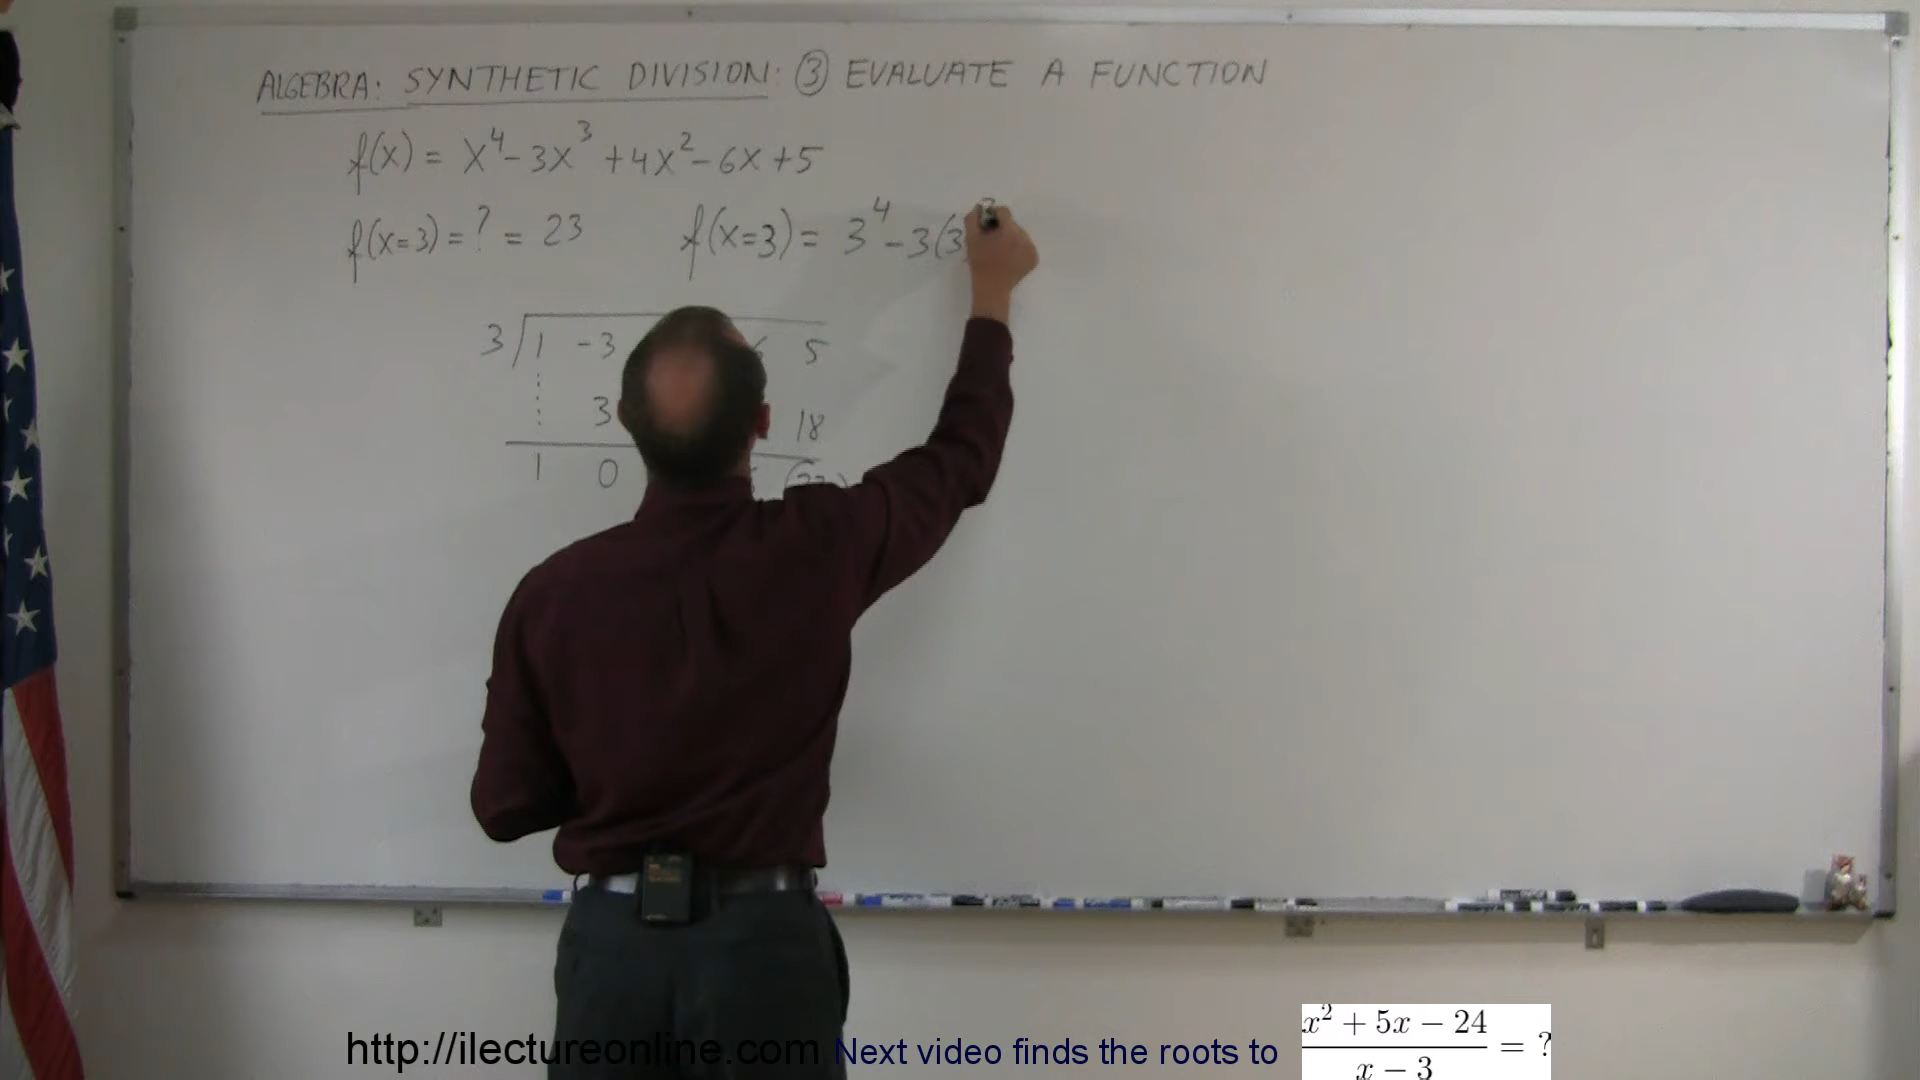 ALGEBRA: SYNTHETIC DIVISION: ③ EVALUATE A FUNCTION
f(x) = x⁴ - 3x³ + 4x² - 6x + 5
f(x=3) = ? = 23 f(x=3) = 3⁴ - 3(3)³
3 1 -3 5
3 18
1 0
http://ilectureonline.com Next video finds the roots to
x² + 5x − 24
= ?
x − 3